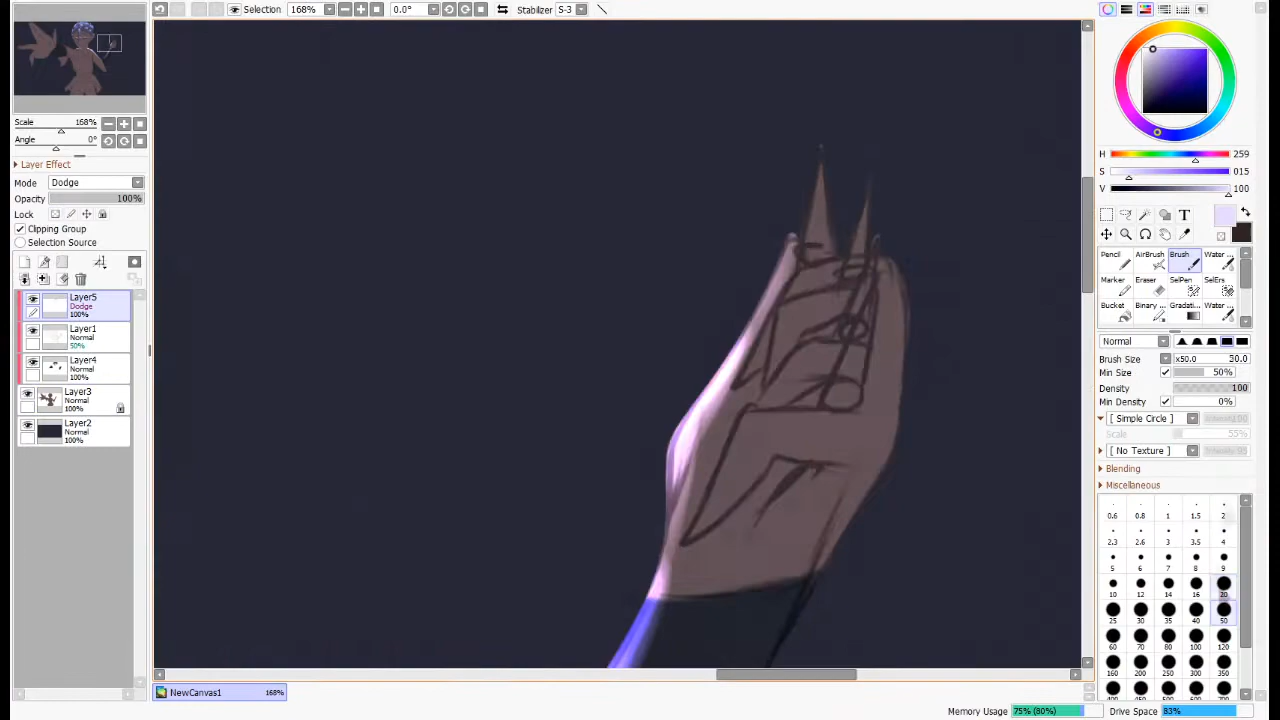 Selection 168% 0.0° Stabilizer S-3
Scale 168%
Angle 0°
Layer Effect
Mode Dodge
Opacity 100%
Lock
Clipping Group
Selection Source
Layer5
Dodge
100%
Layer1
Normal
50%
Layer4
Normal
100%
Layer3
Normal
100%
Layer2
Normal
100%
H 259
S 015
V 100
T
Pencil AirBrush Brush Water ...
Marker Eraser SelPen SelErs
Bucket Binary ... Gradati... Water ...
Normal
Brush Size x50.0 30.0
Min Size 50%
Density 100
Min Density 0%
[ Simple Circle ]
Scale 55%
[ No Texture ]
Blending
Miscellaneous
0.6 0.8 1 1.5 2
2.3 2.6 3 3.5 4
5 6 7 8 9
10 12 14 16 20
25 30 35 40 50
60 70 80 100 120
160 200 250 300 350
400 450 500
NewCanvas1 168%
Memory Usage 75% (80%) Drive Space 83%